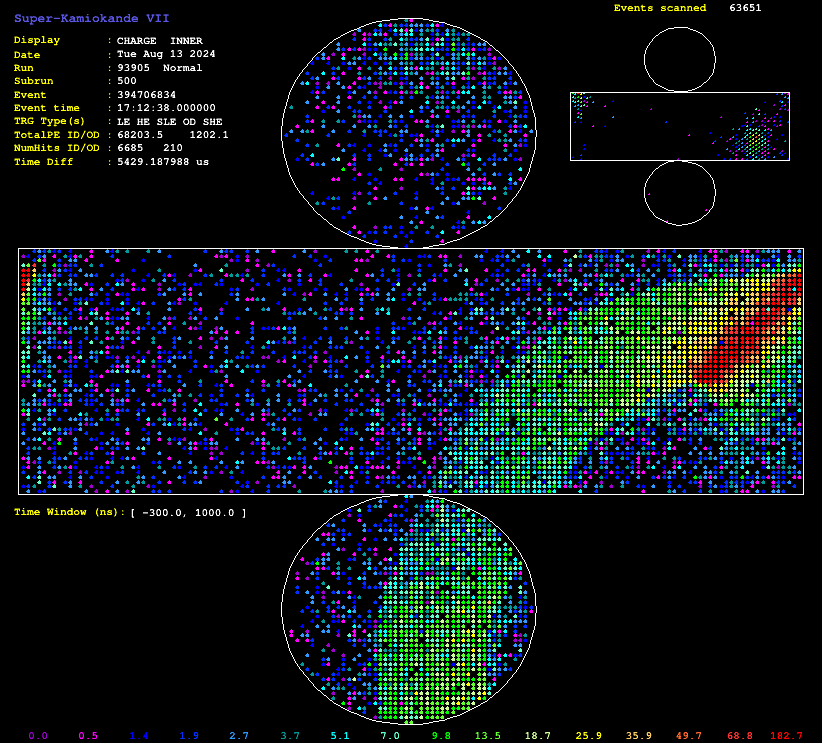 Events scanned 63651
Super-Kamiokande VII
Display : CHARGE INNER
Date : Tue Aug 13 2024
Run : 93905 Normal
Subrun : 500
Event : 394706834
Event time : 17:12:38.000000
TRG Type(s) : LE HE SLE OD SHE
TotalPE ID/OD : 68203.5 1202.1
NumHits ID/OD : 6685 210
Time Diff : 5429.187988 us
Time Window (ns): [ -300.0, 1000.0 ]
0.0 0.5 1.4 1.9 2.7 3.7 5.1 7.0 9.8 13.5 18.7 25.9 35.9 49.7 68.8 182.7